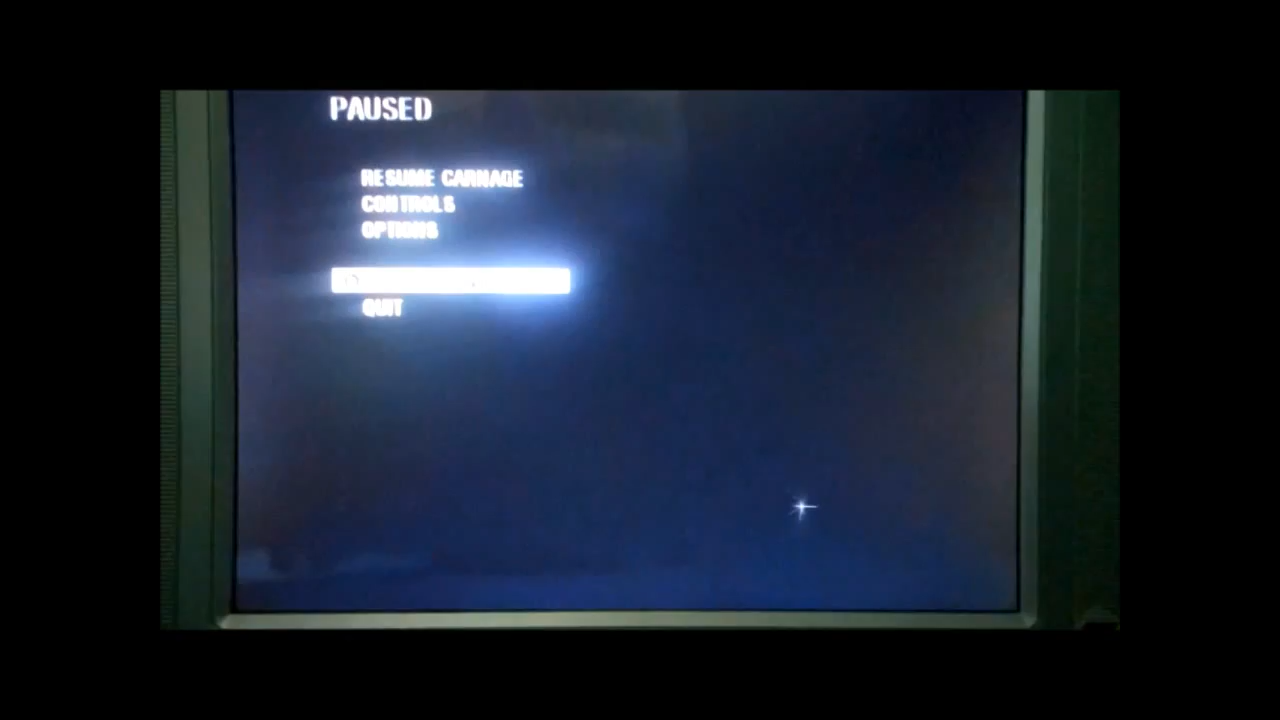 PAUSED
RESUME CARNAGE
CONTROLS
OPTIONS
QUIT